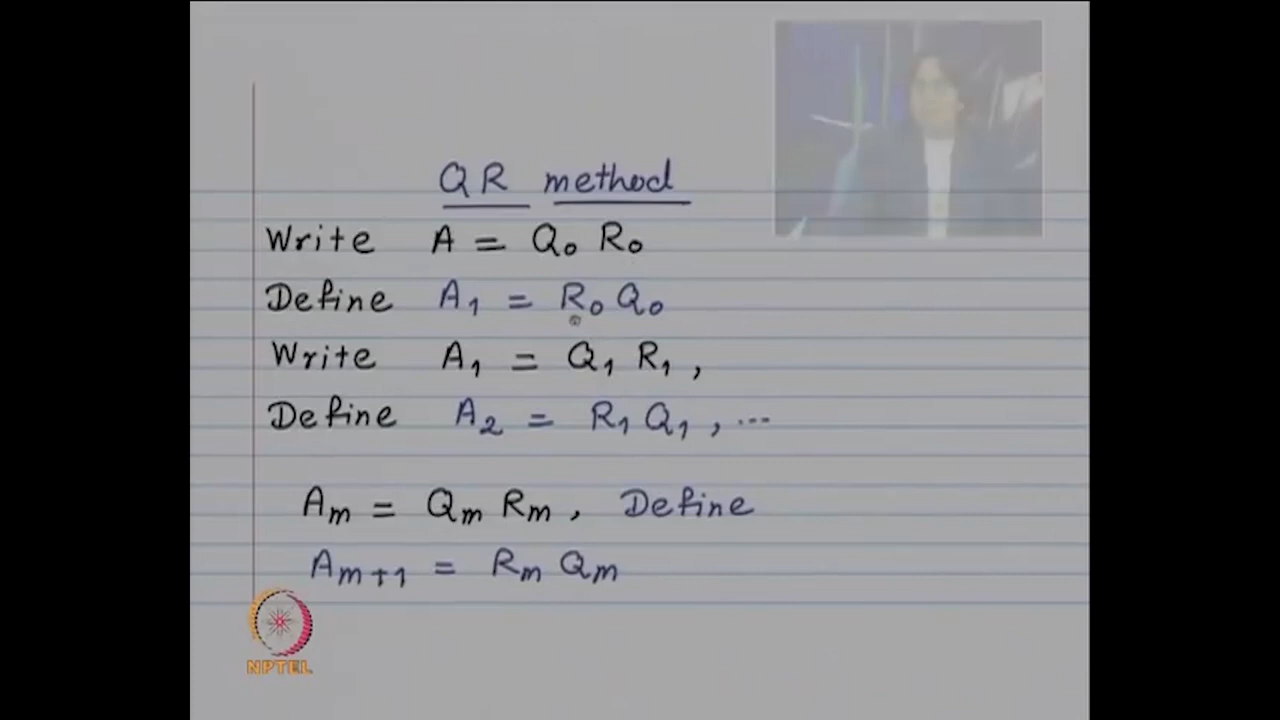 QR method
Write A = Q₀ R₀
Define A₁ = R₀ Q₀
Write A₁ = Q₁ R₁ ,
Define A₂ = R₁ Q₁ , ...
Aₘ = Qₘ Rₘ , Define
Aₘ₊₁ = Rₘ Qₘ
NPTEL